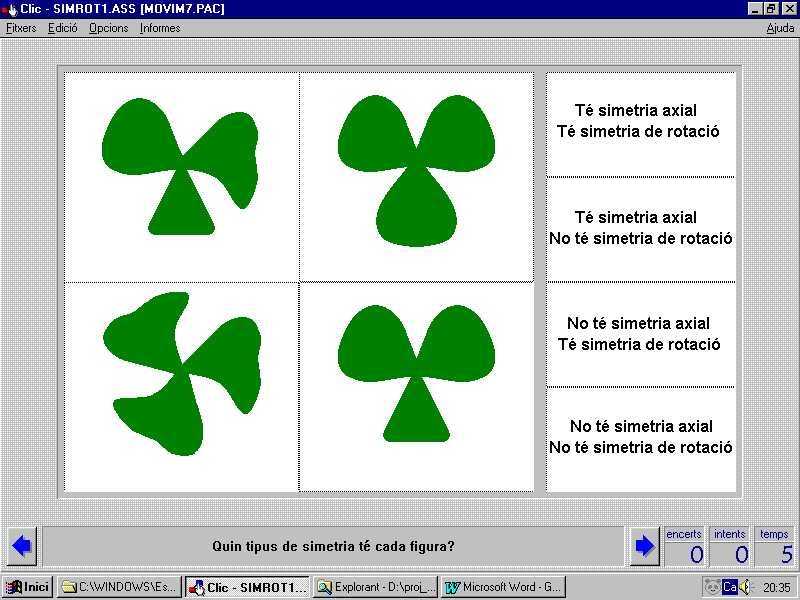 Clic - SIMROT1.ASS [MOVIM7.PAC]
Fitxers Edició Opcions Informes Ajuda
Té simetria axial
Té simetria de rotació
Té simetria axial
No té simetria de rotació
No té simetria axial
Té simetria de rotació
No té simetria axial
No té simetria de rotació
Quin tipus de simetria té cada figura?
encerts intents temps
0 0 5
Inici C:\WINDOWS\Es... Clic - SIMROT1... Explorant - D:\proj_... Microsoft Word - G... Ca 20:35